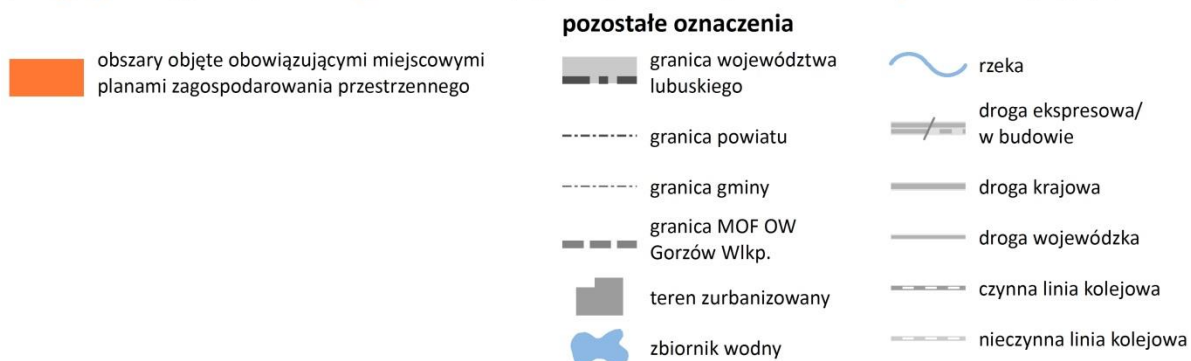 obszary objęte obowiązującymi miejscowymi
planami zagospodarowania przestrzennego
pozostałe oznaczenia
granica województwa
lubuskiego
granica powiatu
granica gminy
granica MOF OW
Gorzów Wlkp.
teren zurbanizowany
zbiornik wodny
rzeka
droga ekspresowa/
w budowie
droga krajowa
droga wojewódzka
czynna linia kolejowa
nieczynna linia kolejowa